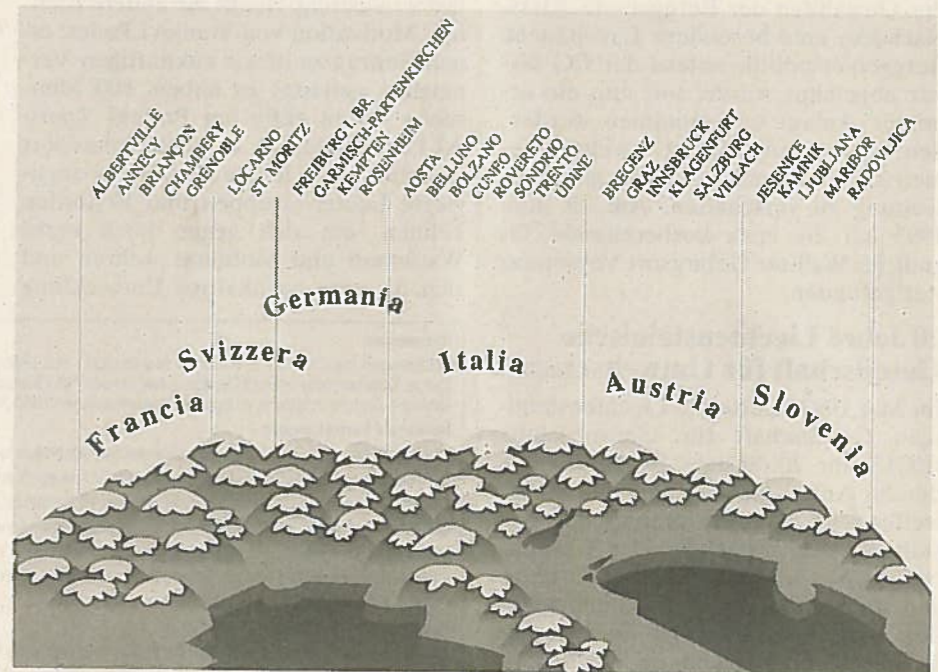 ALBERTVILLE
ANNECY
BRIANÇON
CHAMBERY
GRENOBLE
LOCARNO
ST. MORITZ
FREIBURG I. BR.
GARMISCH-PARTENKIRCHEN
KEMPTEN
ROSENHEIM
AOSTA
BELLUNO
BOLZANO
CUNEO
ROVERETO
SONDRIO
TRENTO
UDINE
BREGENZ
GRAZ
INNSBRUCK
KLAGENFURT
SALZBURG
VILLACH
JESENICE
KAMNIK
LJUBLJANA
MARIBOR
RADOVLJICA
Francia
Svizzera
Germania
Italia
Austria
Slovenia